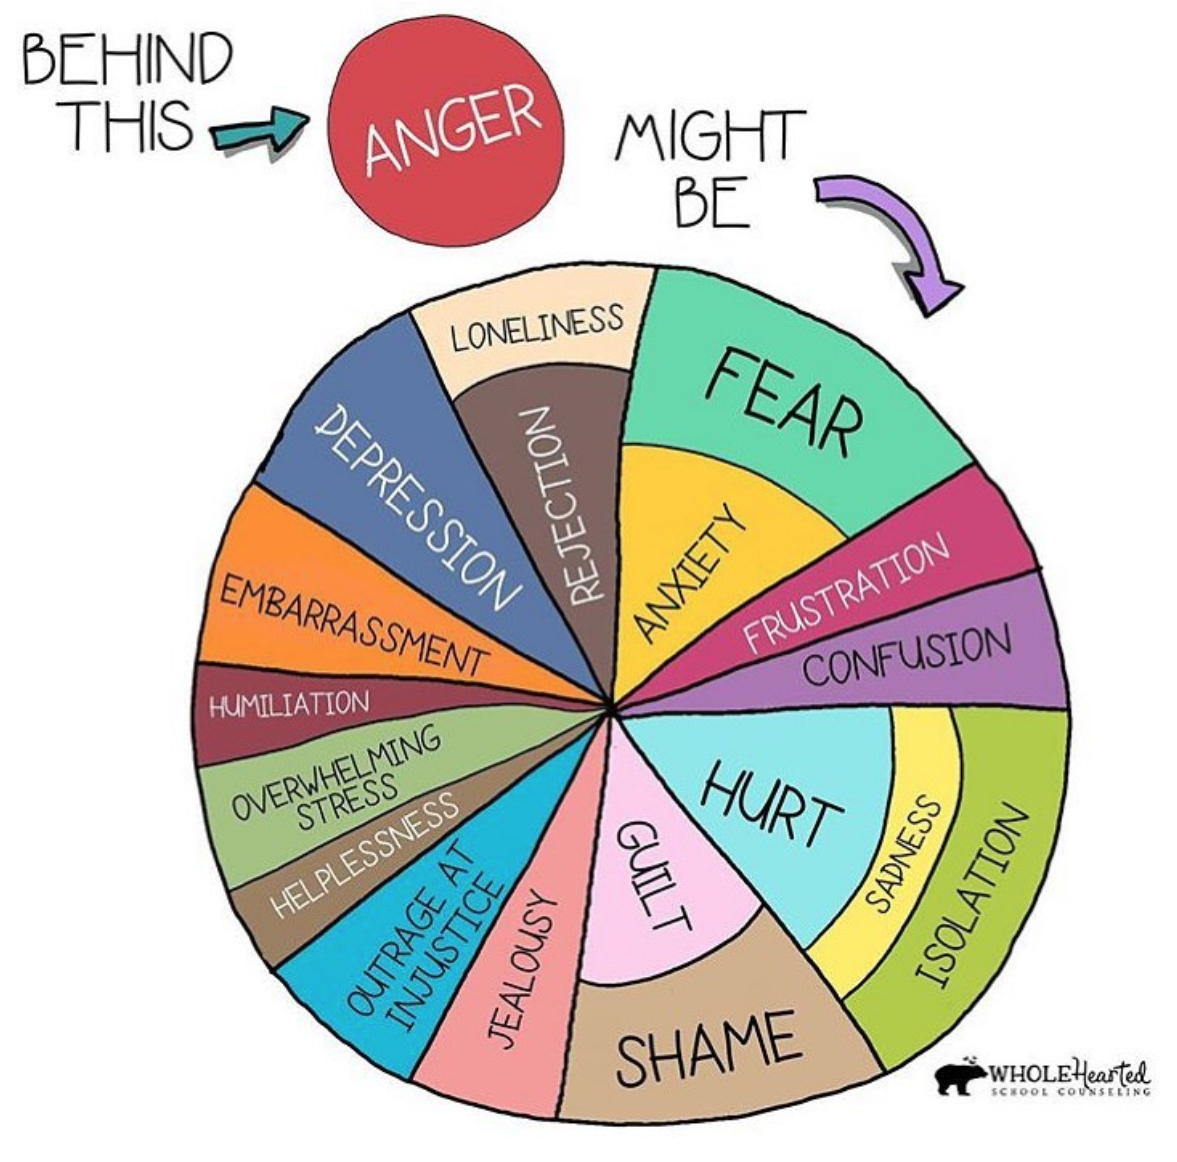 BEHIND
THIS
ANGER
MIGHT
BE
LONELINESS
REJECTION
FEAR
ANXIETY
FRUSTRATION
CONFUSION
HURT
SADNESS
ISOLATION
GUILT
SHAME
JEALOUSY
OUTRAGE AT
INJUSTICE
HELPLESSNESS
OVERWHELMING
STRESS
HUMILIATION
EMBARRASSMENT
DEPRESSION
WHOLEHearted
SCHOOL COUNSELING